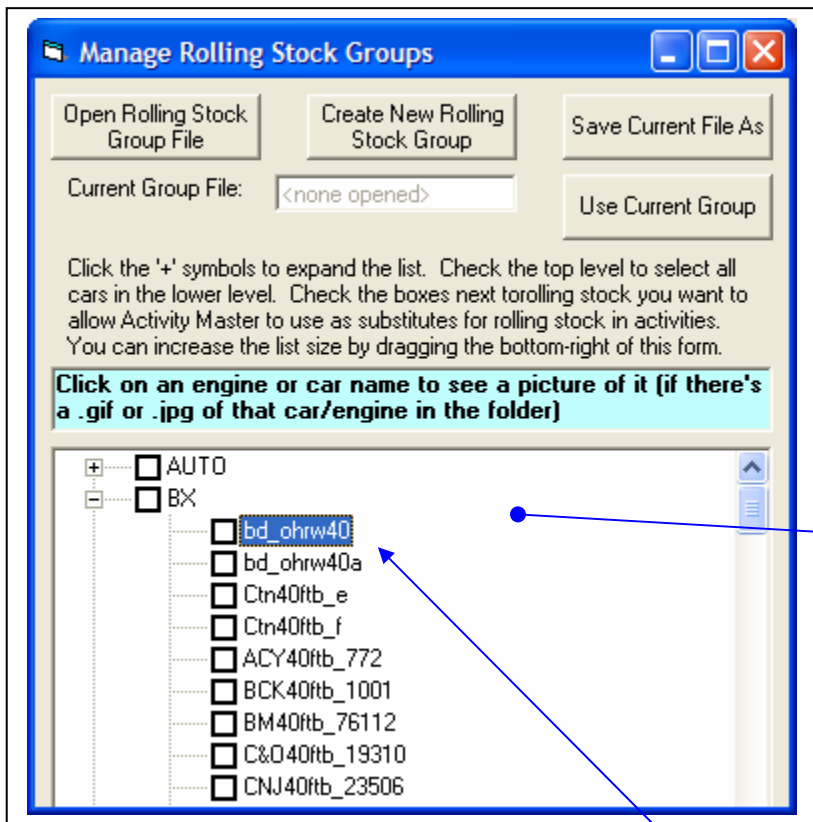 Manage Rolling Stock Groups
Open Rolling Stock
Group File
Create New Rolling
Stock Group
Save Current File As
Current Group File:
<none opened>
Use Current Group
Click the '+' symbols to expand the list.  Check the top level to select all
cars in the lower level.  Check the boxes next torolling stock you want to
allow Activity Master to use as substitutes for rolling stock in activities.
You can increase the list size by dragging the bottom-right of this form.
Click on an engine or car name to see a picture of it (if there's
a .gif or .jpg of that car/engine in the folder)
AUTO
BX
bd_ohrw40
bd_ohrw40a
Ctn40ftb_e
Ctn40ftb_f
ACY40ftb_772
BCK40ftb_1001
BM40ftb_76112
C&O40ftb_19310
CNJ40ftb_23506